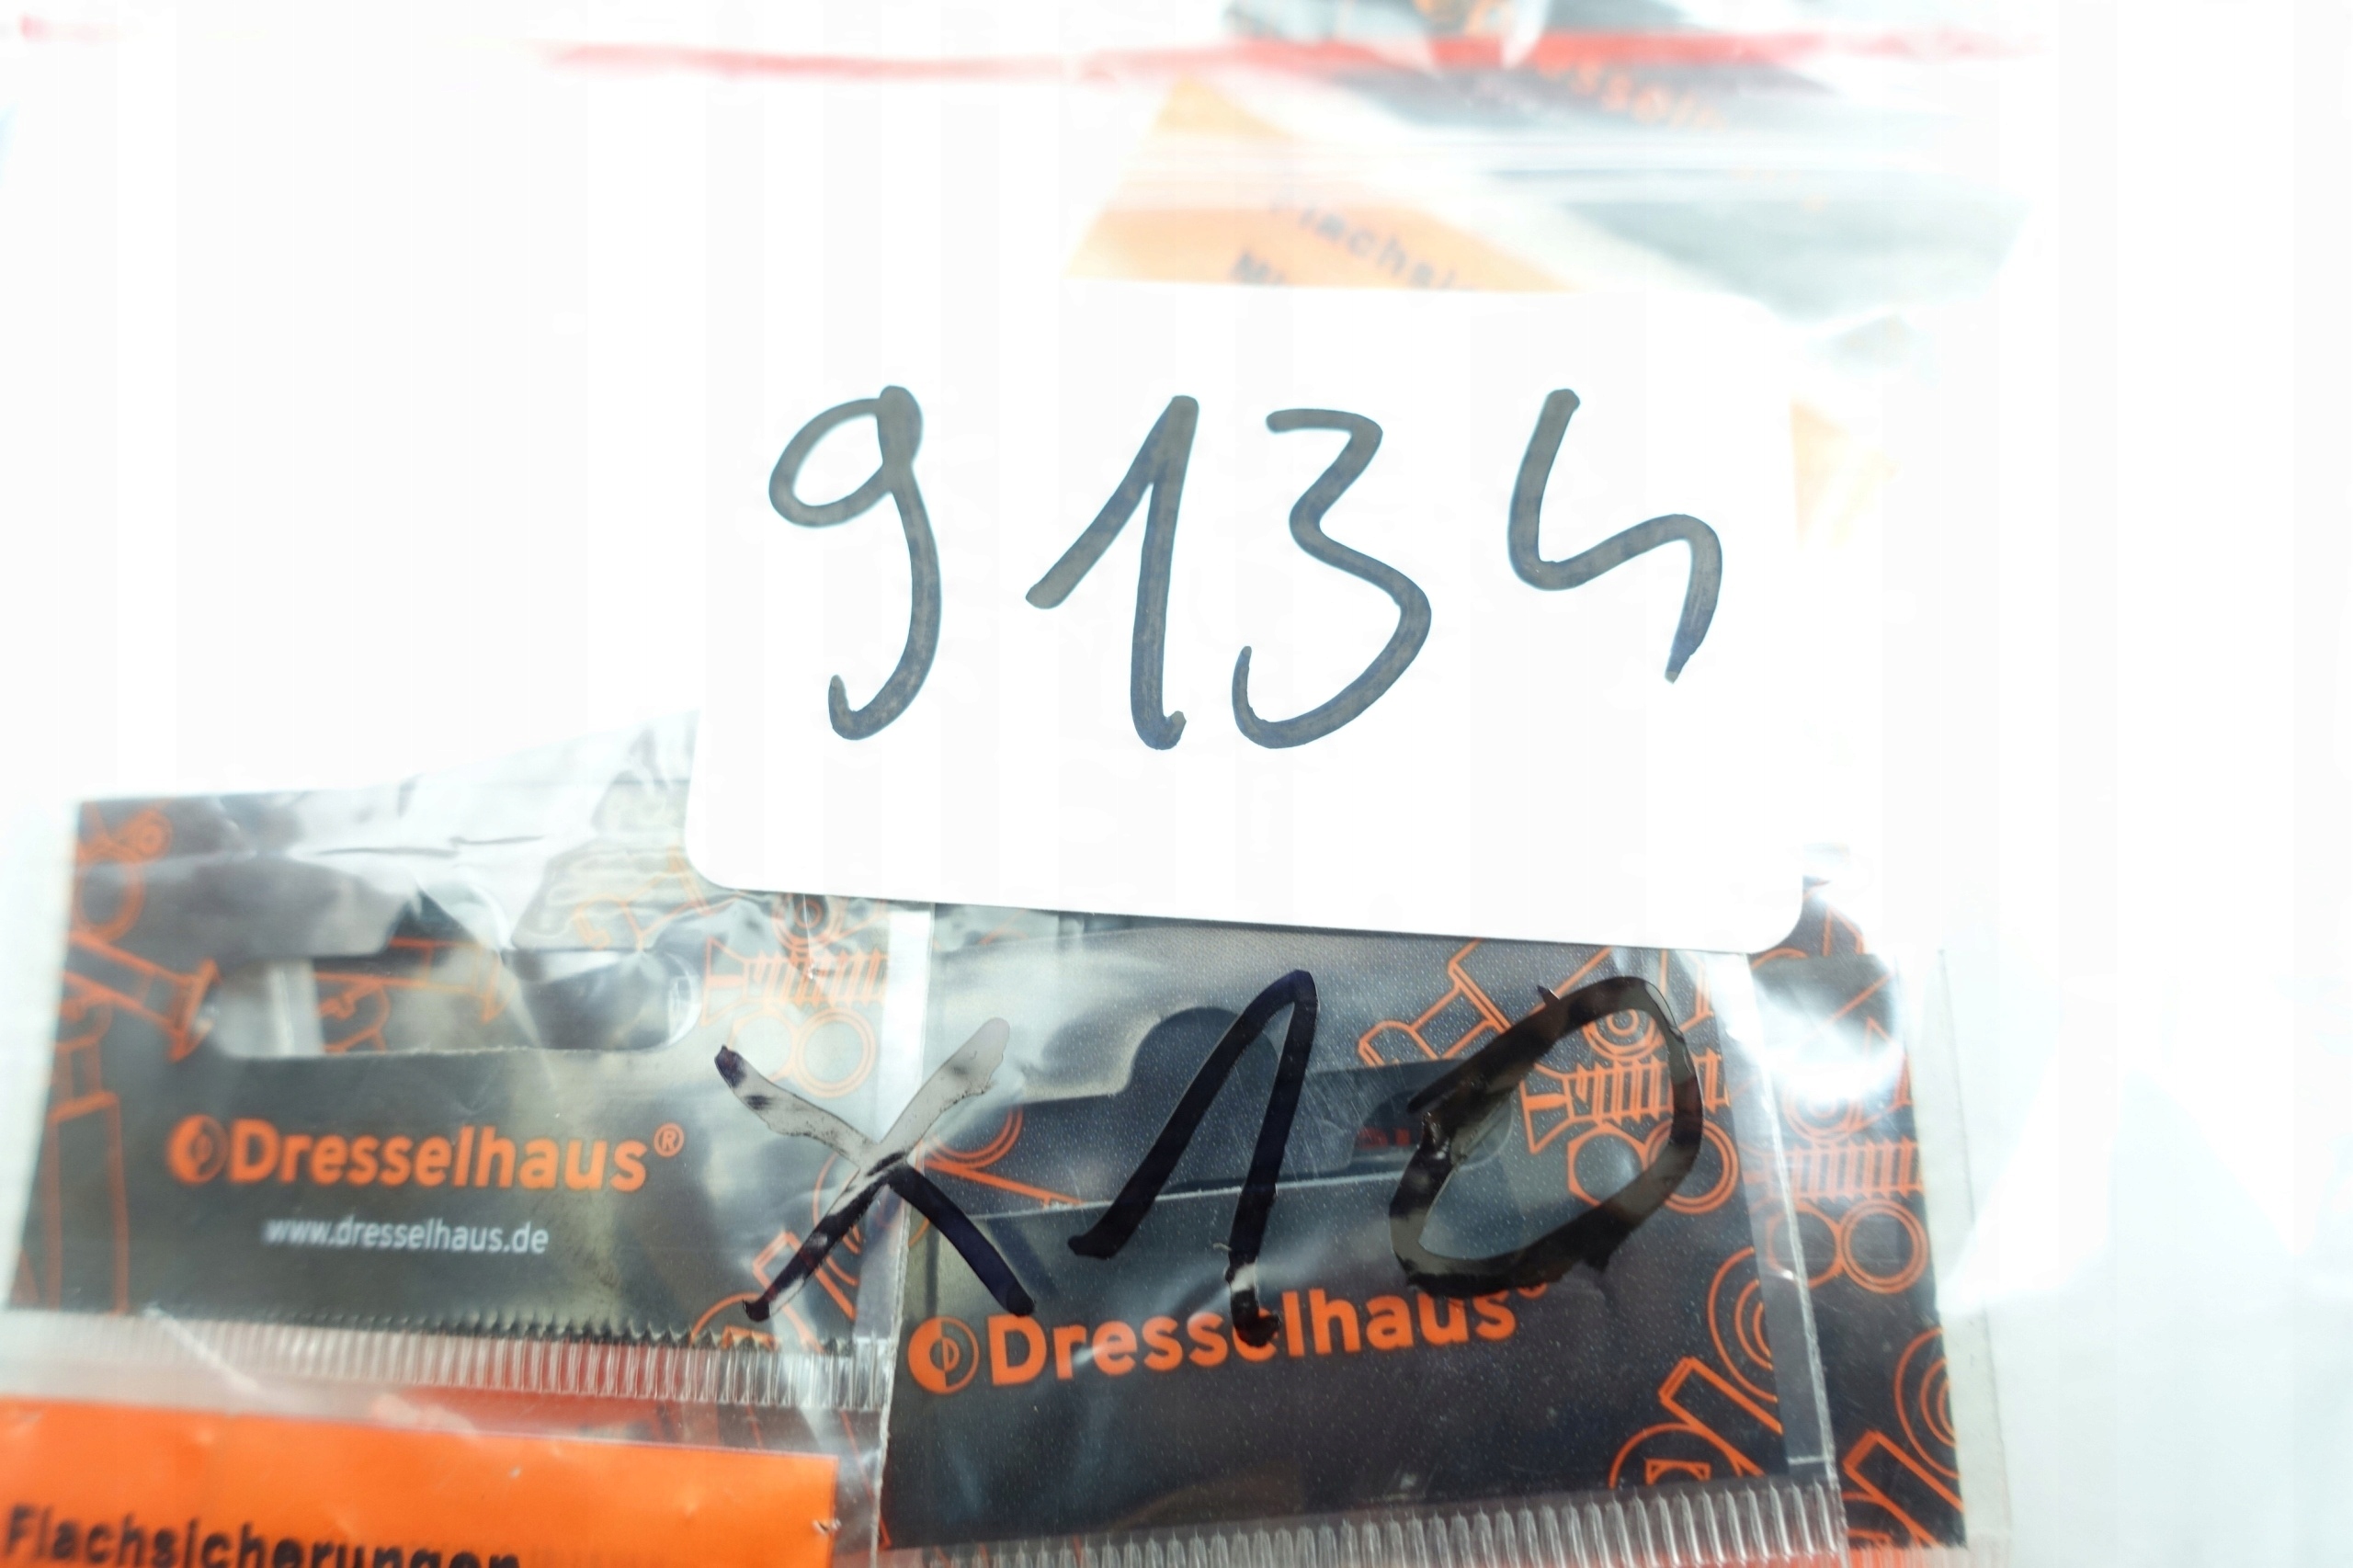 9134
x10
Dresselhaus®
www.dresselhaus.de
Dresselhaus®
Flachsicherungen